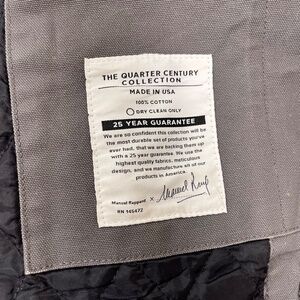 THE QUARTER CENTURY
COLLECTION
MADE IN USA
100% COTTON
DRY CLEAN ONLY
25 YEAR GUARANTEE
We are so confident this collection will be
the most durable set of products you've
ever had, that we are backing them up
with a 25 year guarantee. We use the
highest quality fabrics, meticulous
design, and we manufacture all of our
products in America.
Manuel Rappard x
RN 145472